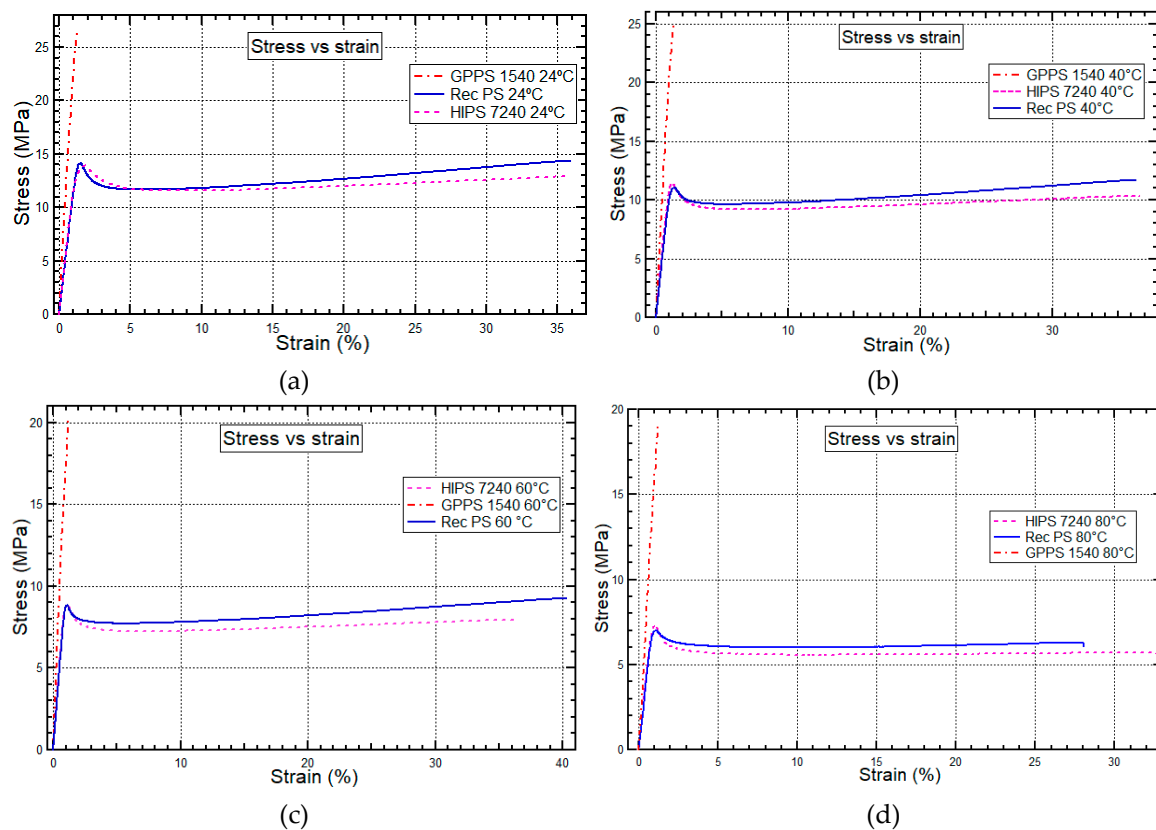 Stress vs strain
GPPS 1540 24ºC
Rec PS 24ºC
HIPS 7240 24ºC
Stress (MPa)
25
20
15
10
5
0
0 5 10 15 20 25 30 35
Strain (%)
(a)
Stress vs strain
GPPS 1540 40°C
HIPS 7240 40°C
Rec PS 40°C
Stress (MPa)
25
20
15
10
5
0
0 10 20 30
Strain (%)
(b)
Stress vs strain
HIPS 7240 60°C
GPPS 1540 60°C
Rec PS 60 °C
Stress (MPa)
20
15
10
5
0
0 10 20 30 40
Strain (%)
(c)
Stress vs strain
HIPS 7240 80°C
Rec PS 80°C
GPPS 1540 80°C
Stress (MPa)
20
15
10
5
0
0 5 10 15 20 25 30
Strain (%)
(d)